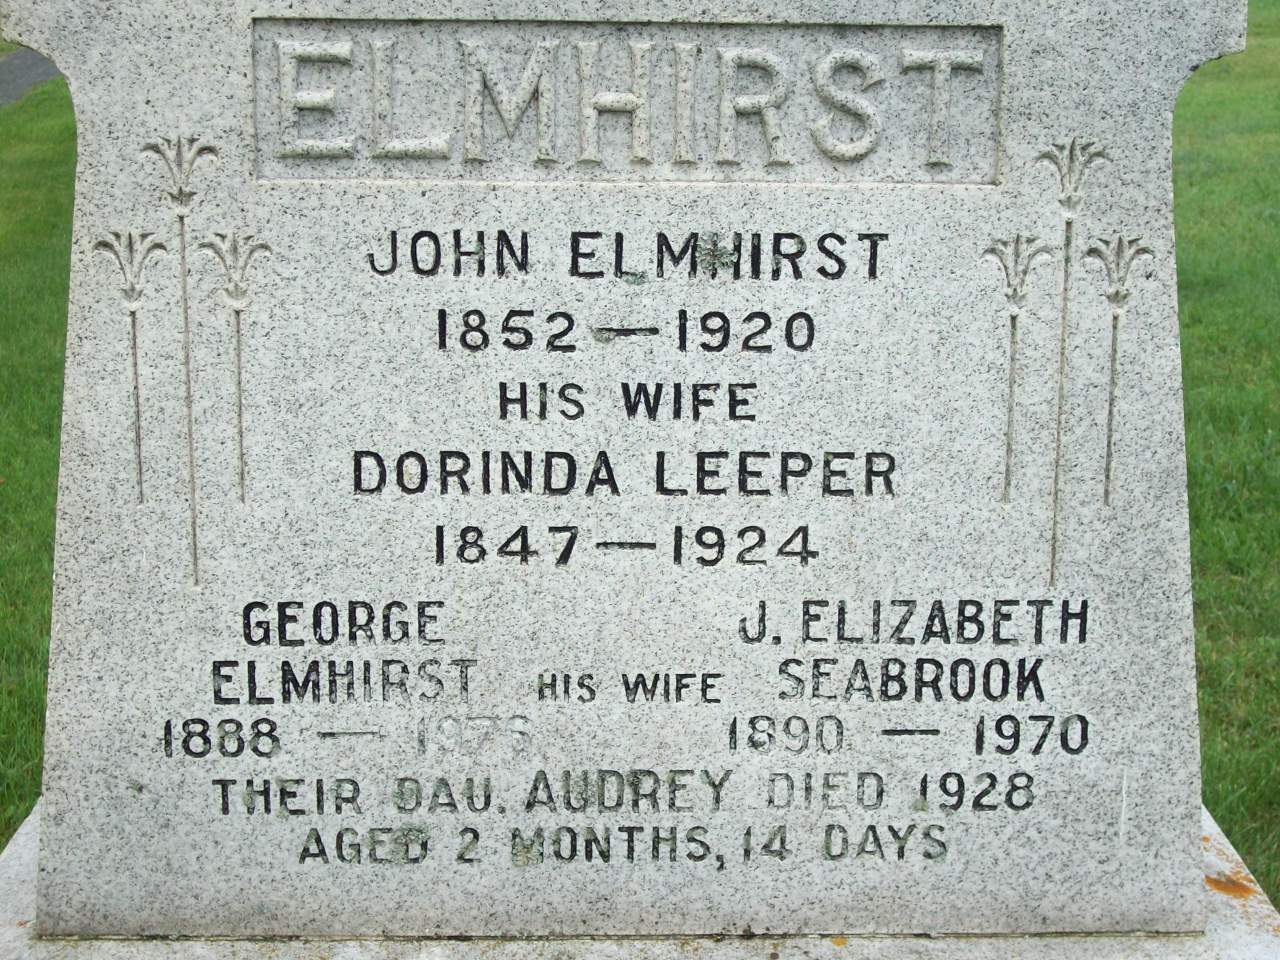 ELMHIRST
JOHN ELMHIRST
1852 — 1920
HIS WIFE
DORINDA LEEPER
1847 — 1924
GEORGE
ELMHIRST
1888 — 1976
HIS WIFE
J. ELIZABETH
SEABROOK
1890 — 1970
THEIR DAU. AUDREY DIED 1928
AGED 2 MONTHS, 14 DAYS